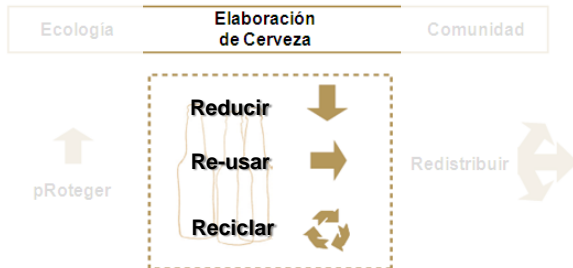 Ecología
Elaboración
de Cerveza
Comunidad
Reducir
Re-usar
Reciclar
pRoteger
Redistribuir